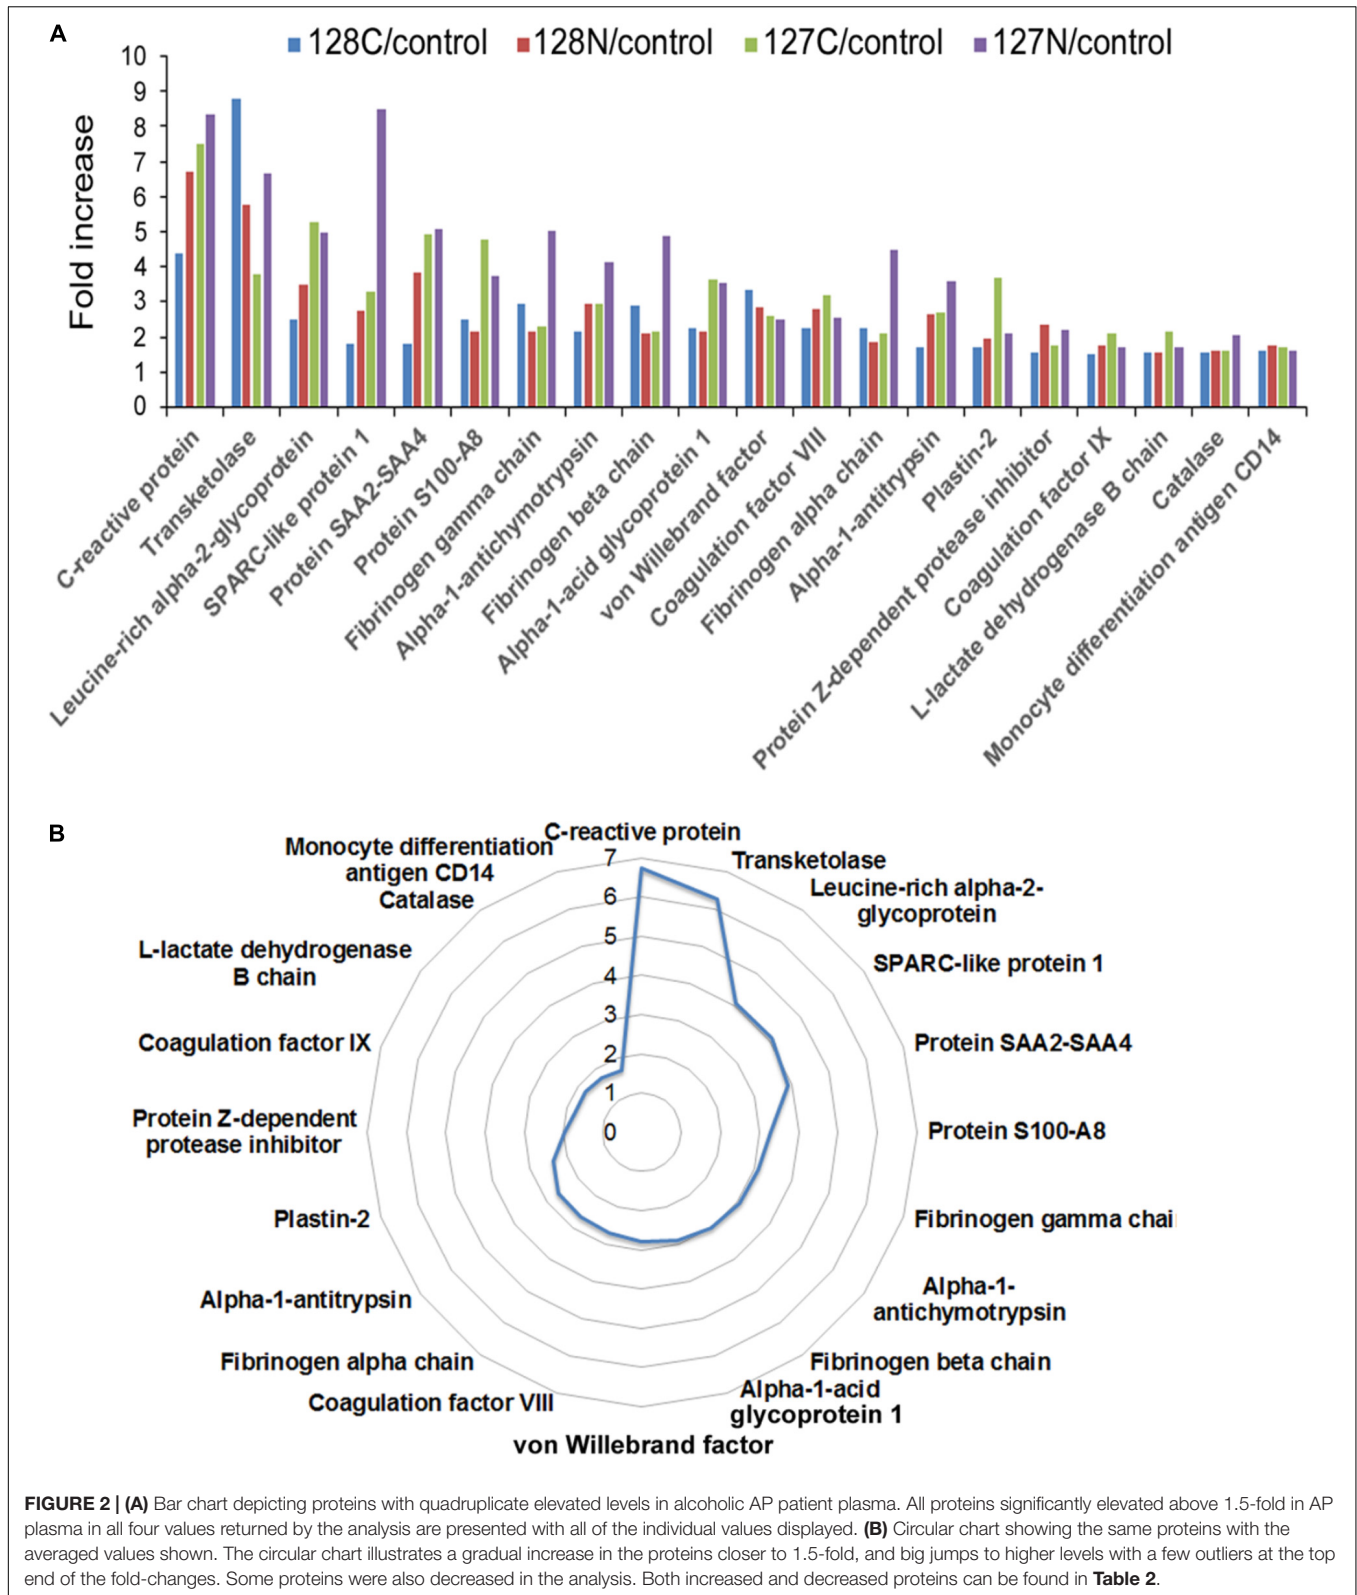 A
128C/control 128N/control 127C/control 127N/control
Fold increase
10
9
8
7
6
5
4
3
2
1
0
C-reactive protein
Transketolase
Leucine-rich alpha-2-glycoprotein
SPARC-like protein 1
Protein SAA2-SAA4
Protein S100-A8
Fibrinogen gamma chain
Alpha-1-antichymotrypsin
Fibrinogen beta chain
Alpha-1-acid glycoprotein 1
von Willebrand factor
Coagulation factor VIII
Fibrinogen alpha chain
Alpha-1-antitrypsin
Plastin-2
Protein Z-dependent protease inhibitor
Coagulation factor IX
L-lactate dehydrogenase B chain
Catalase
Monocyte differentiation antigen CD14
B
C-reactive protein
Transketolase
Leucine-rich alpha-2-
glycoprotein
SPARC-like protein 1
Protein SAA2-SAA4
Protein S100-A8
Fibrinogen gamma chai
Alpha-1-
antichymotrypsin
Fibrinogen beta chain
Alpha-1-acid
glycoprotein 1
von Willebrand factor
Coagulation factor VIII
Fibrinogen alpha chain
Alpha-1-antitrypsin
Plastin-2
Protein Z-dependent
protease inhibitor
Coagulation factor IX
L-lactate dehydrogenase
B chain
Catalase
Monocyte differentiation
antigen CD14
7
6
5
4
3
2
1
0
FIGURE 2 | (A) Bar chart depicting proteins with quadruplicate elevated levels in alcoholic AP patient plasma. All proteins significantly elevated above 1.5-fold in AP
plasma in all four values returned by the analysis are presented with all of the individual values displayed. (B) Circular chart showing the same proteins with the
averaged values shown. The circular chart illustrates a gradual increase in the proteins closer to 1.5-fold, and big jumps to higher levels with a few outliers at the top
end of the fold-changes. Some proteins were also decreased in the analysis. Both increased and decreased proteins can be found in Table 2.